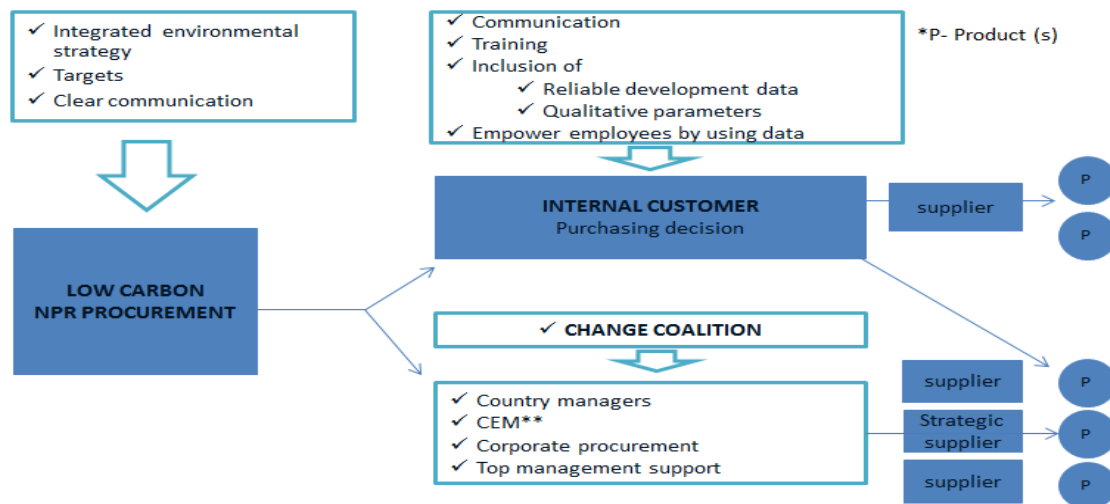 ✓ Integrated environmental
strategy
✓ Targets
✓ Clear communication
✓ Communication
✓ Training
✓ Inclusion of
✓ Reliable development data
✓ Qualitative parameters
✓ Empower employees by using data
*P- Product (s)
INTERNAL CUSTOMER
Purchasing decision
supplier
P
P
LOW CARBON
NPR PROCUREMENT
✓ CHANGE COALITION
✓ Country managers
✓ CEM**
✓ Corporate procurement
✓ Top management support
supplier
P
Strategic
supplier
P
supplier
P